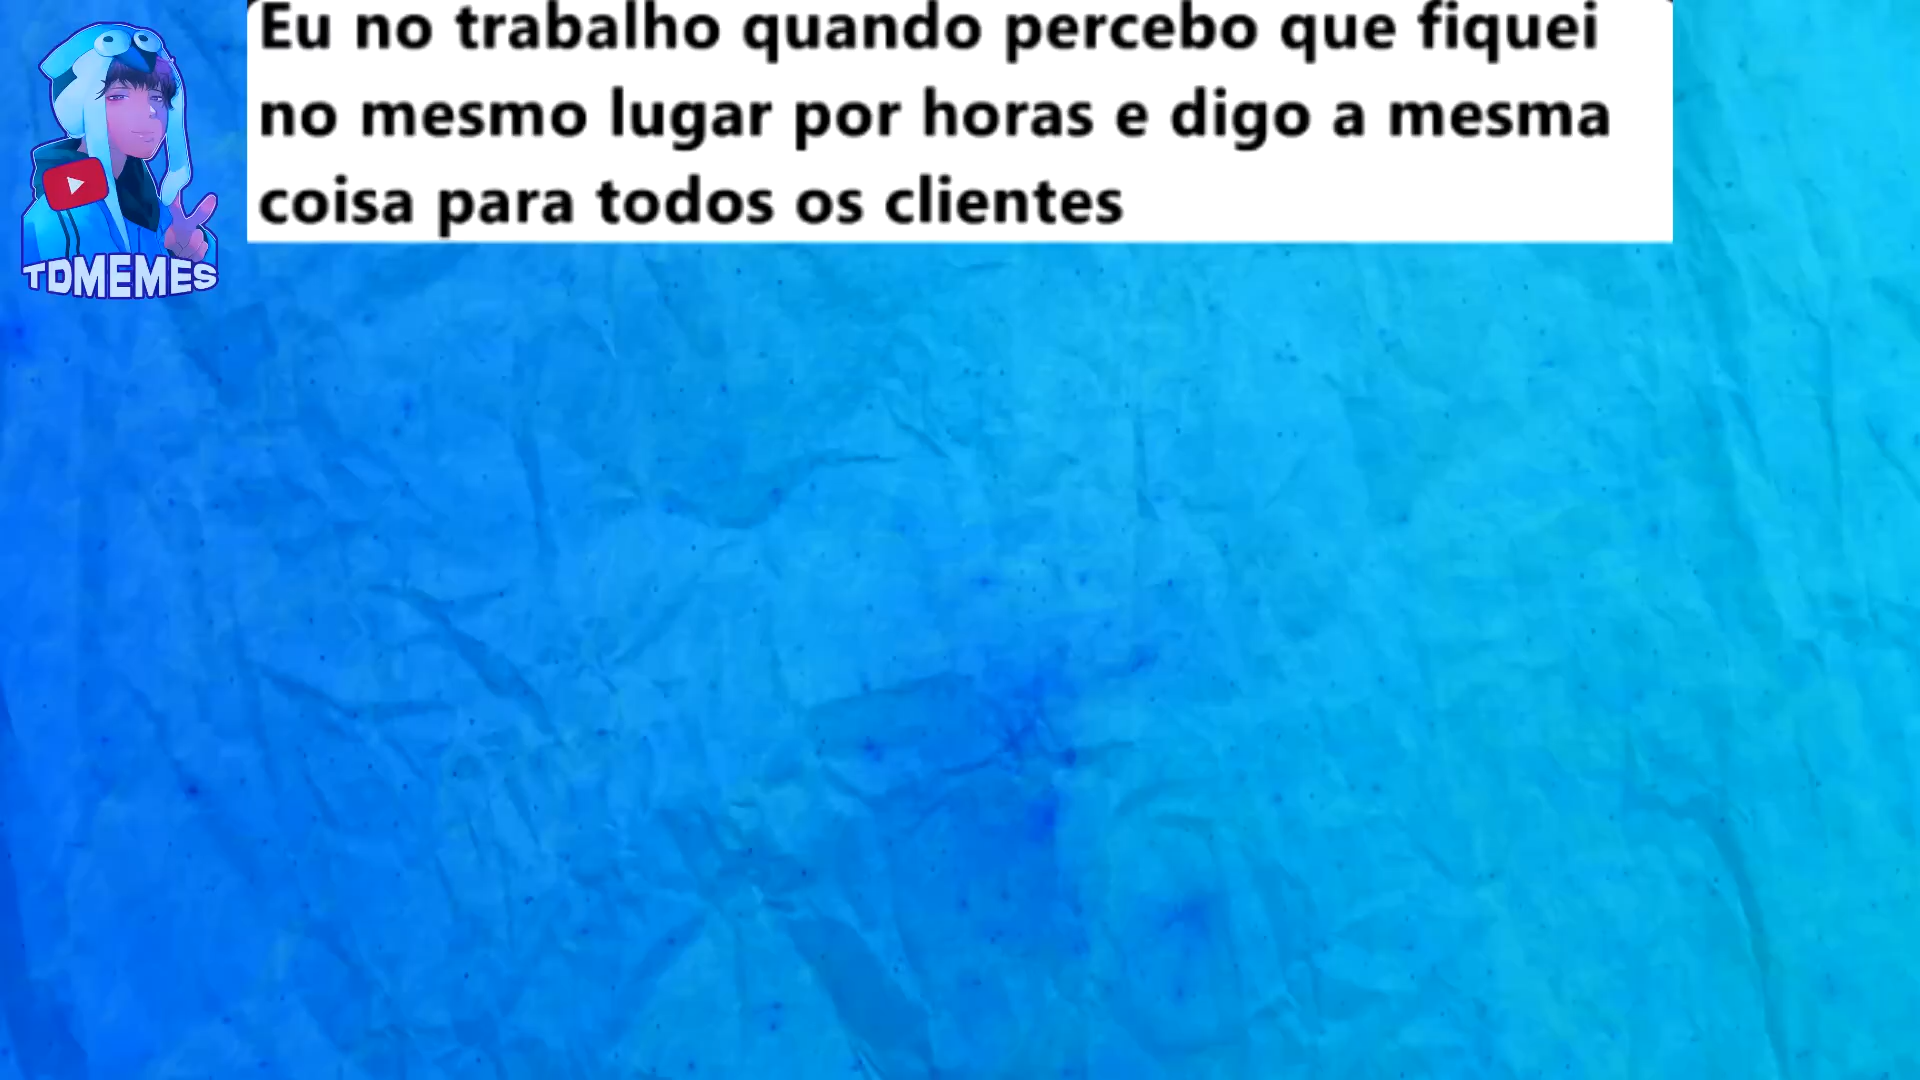 Eu no trabalho quando percebo que fiquei
no mesmo lugar por horas e digo a mesma
coisa para todos os clientes
TDMEMES